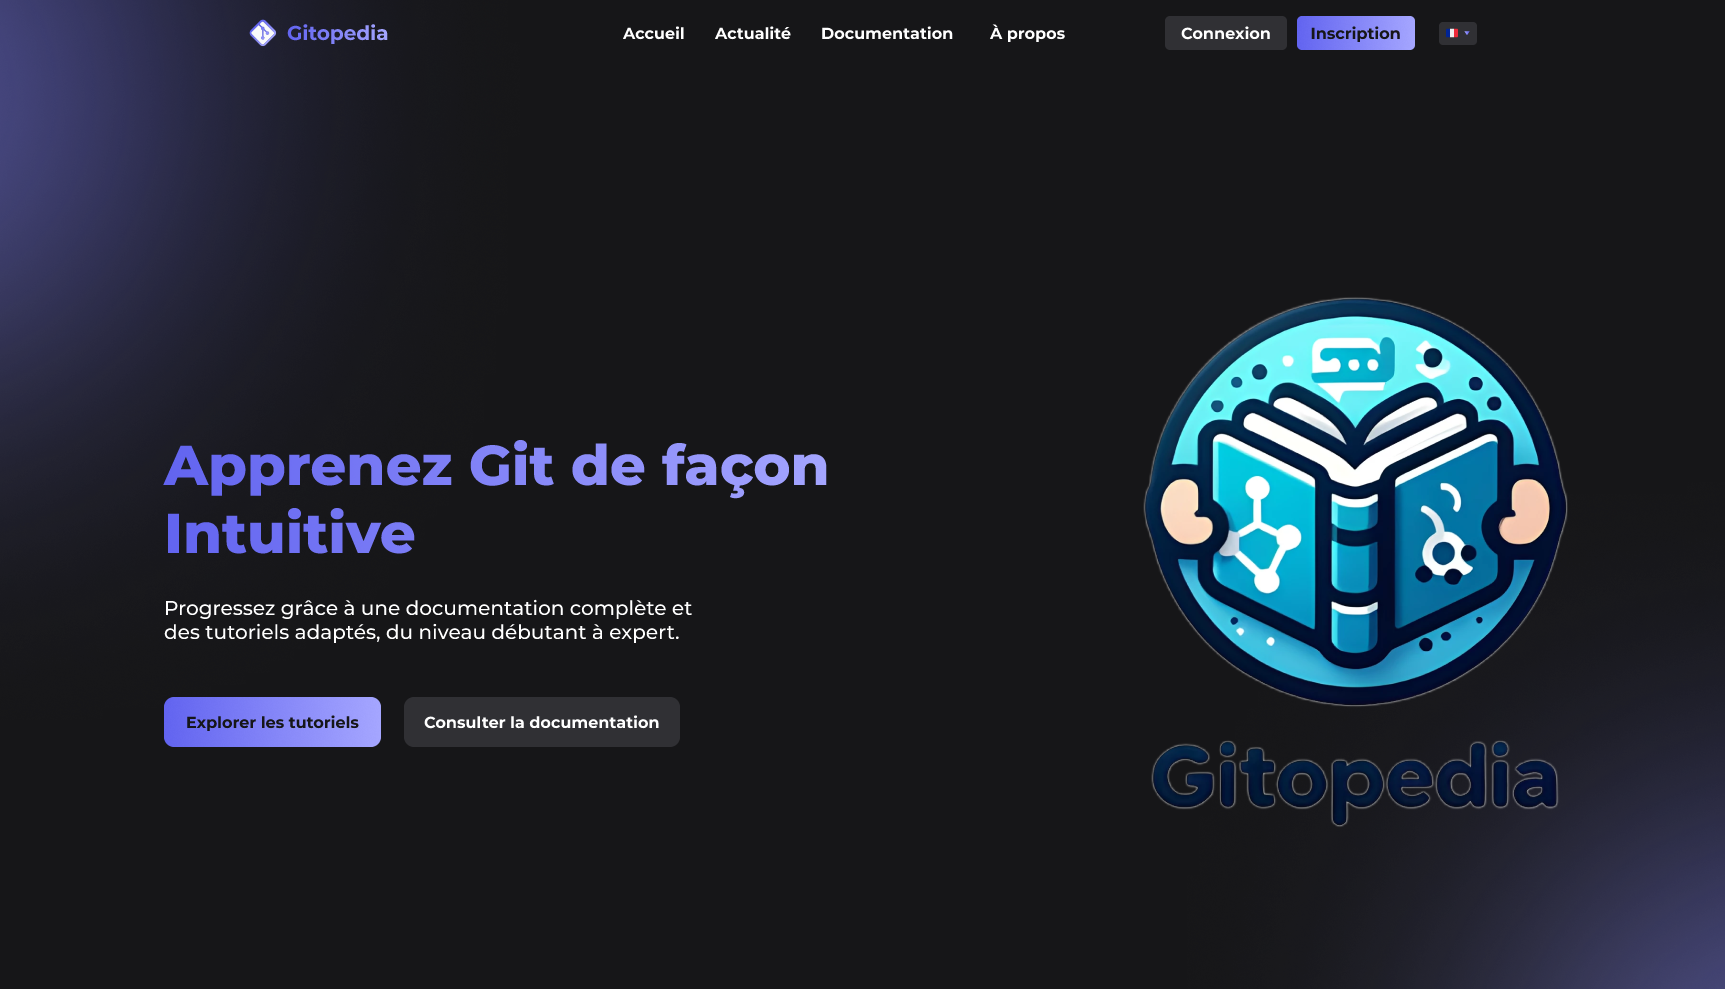 Gitopedia
Accueil
Actualité
Documentation
À propos
Connexion
Inscription
Apprenez Git de façon
Intuitive
Progressez grâce à une documentation complète et
des tutoriels adaptés, du niveau débutant à expert.
Explorer les tutoriels
Consulter la documentation
Gitopedia